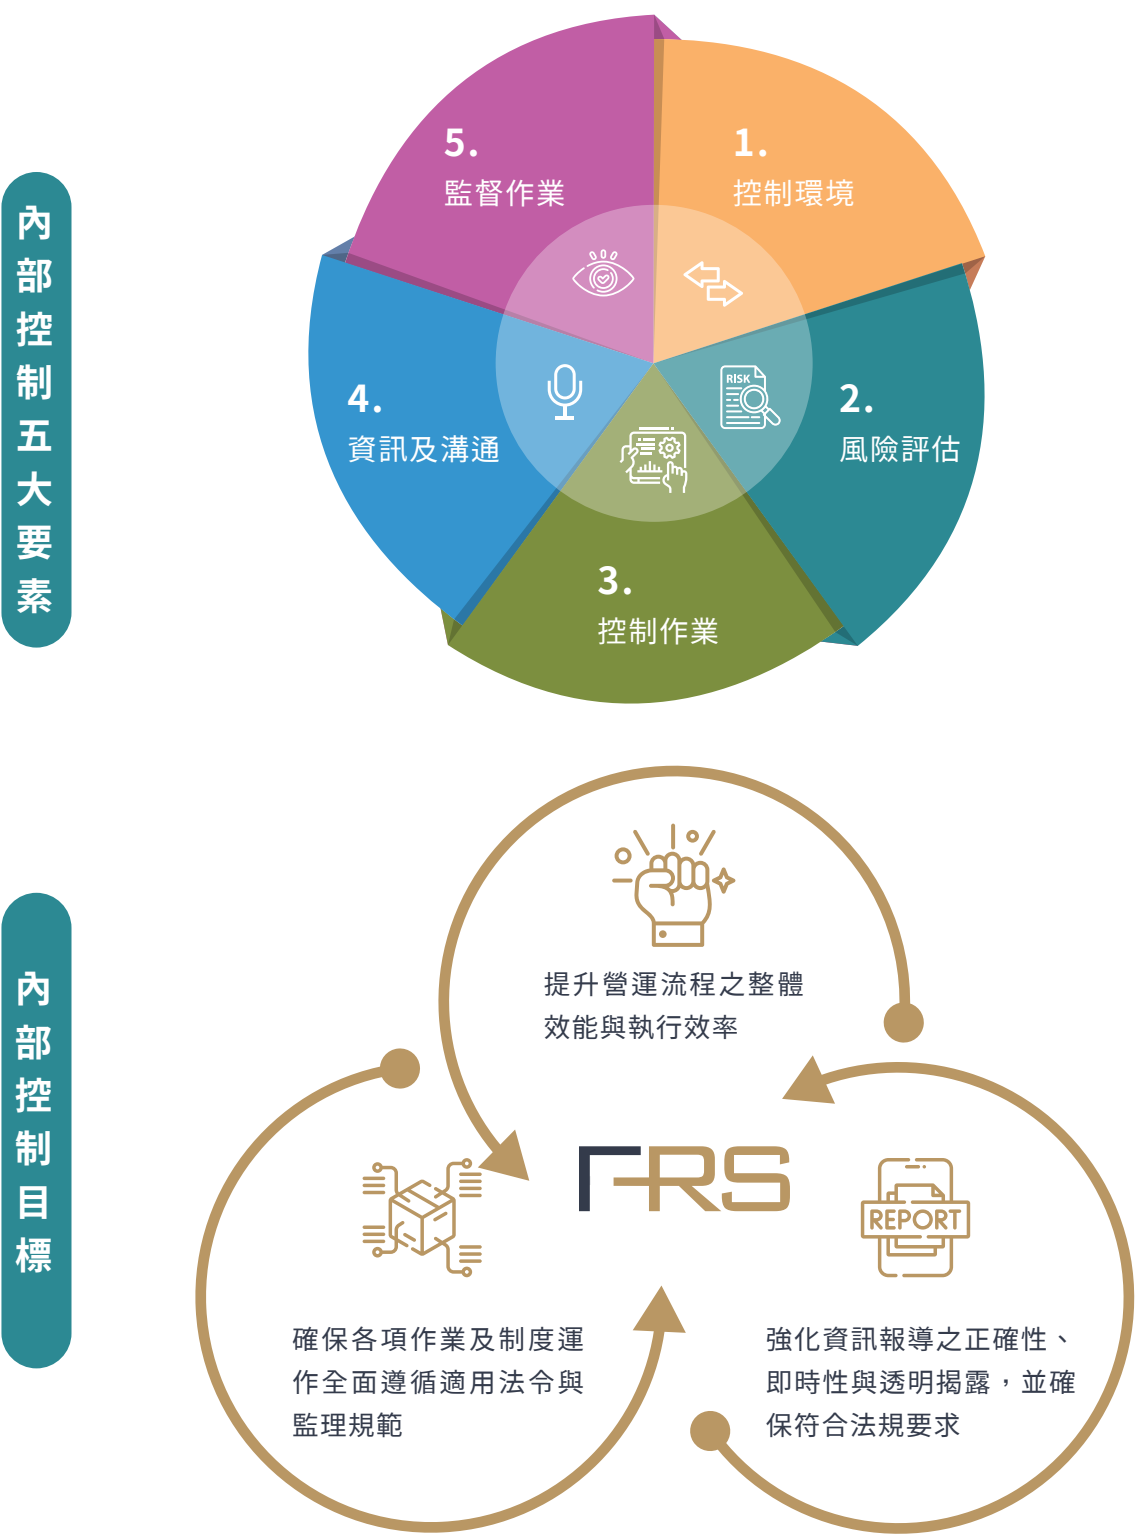 內部控制五大要素
5.
監督作業
1.
控制環境
4.
資訊及溝通
RISK
2.
風險評估
3.
控制作業
內部控制目標
提升營運流程之整體
效能與執行效率
FRS
REPORT
確保各項作業及制度運
作全面遵循適用法令與
監理規範
強化資訊報導之正確性、
即時性與透明揭露，並確
保符合法規要求